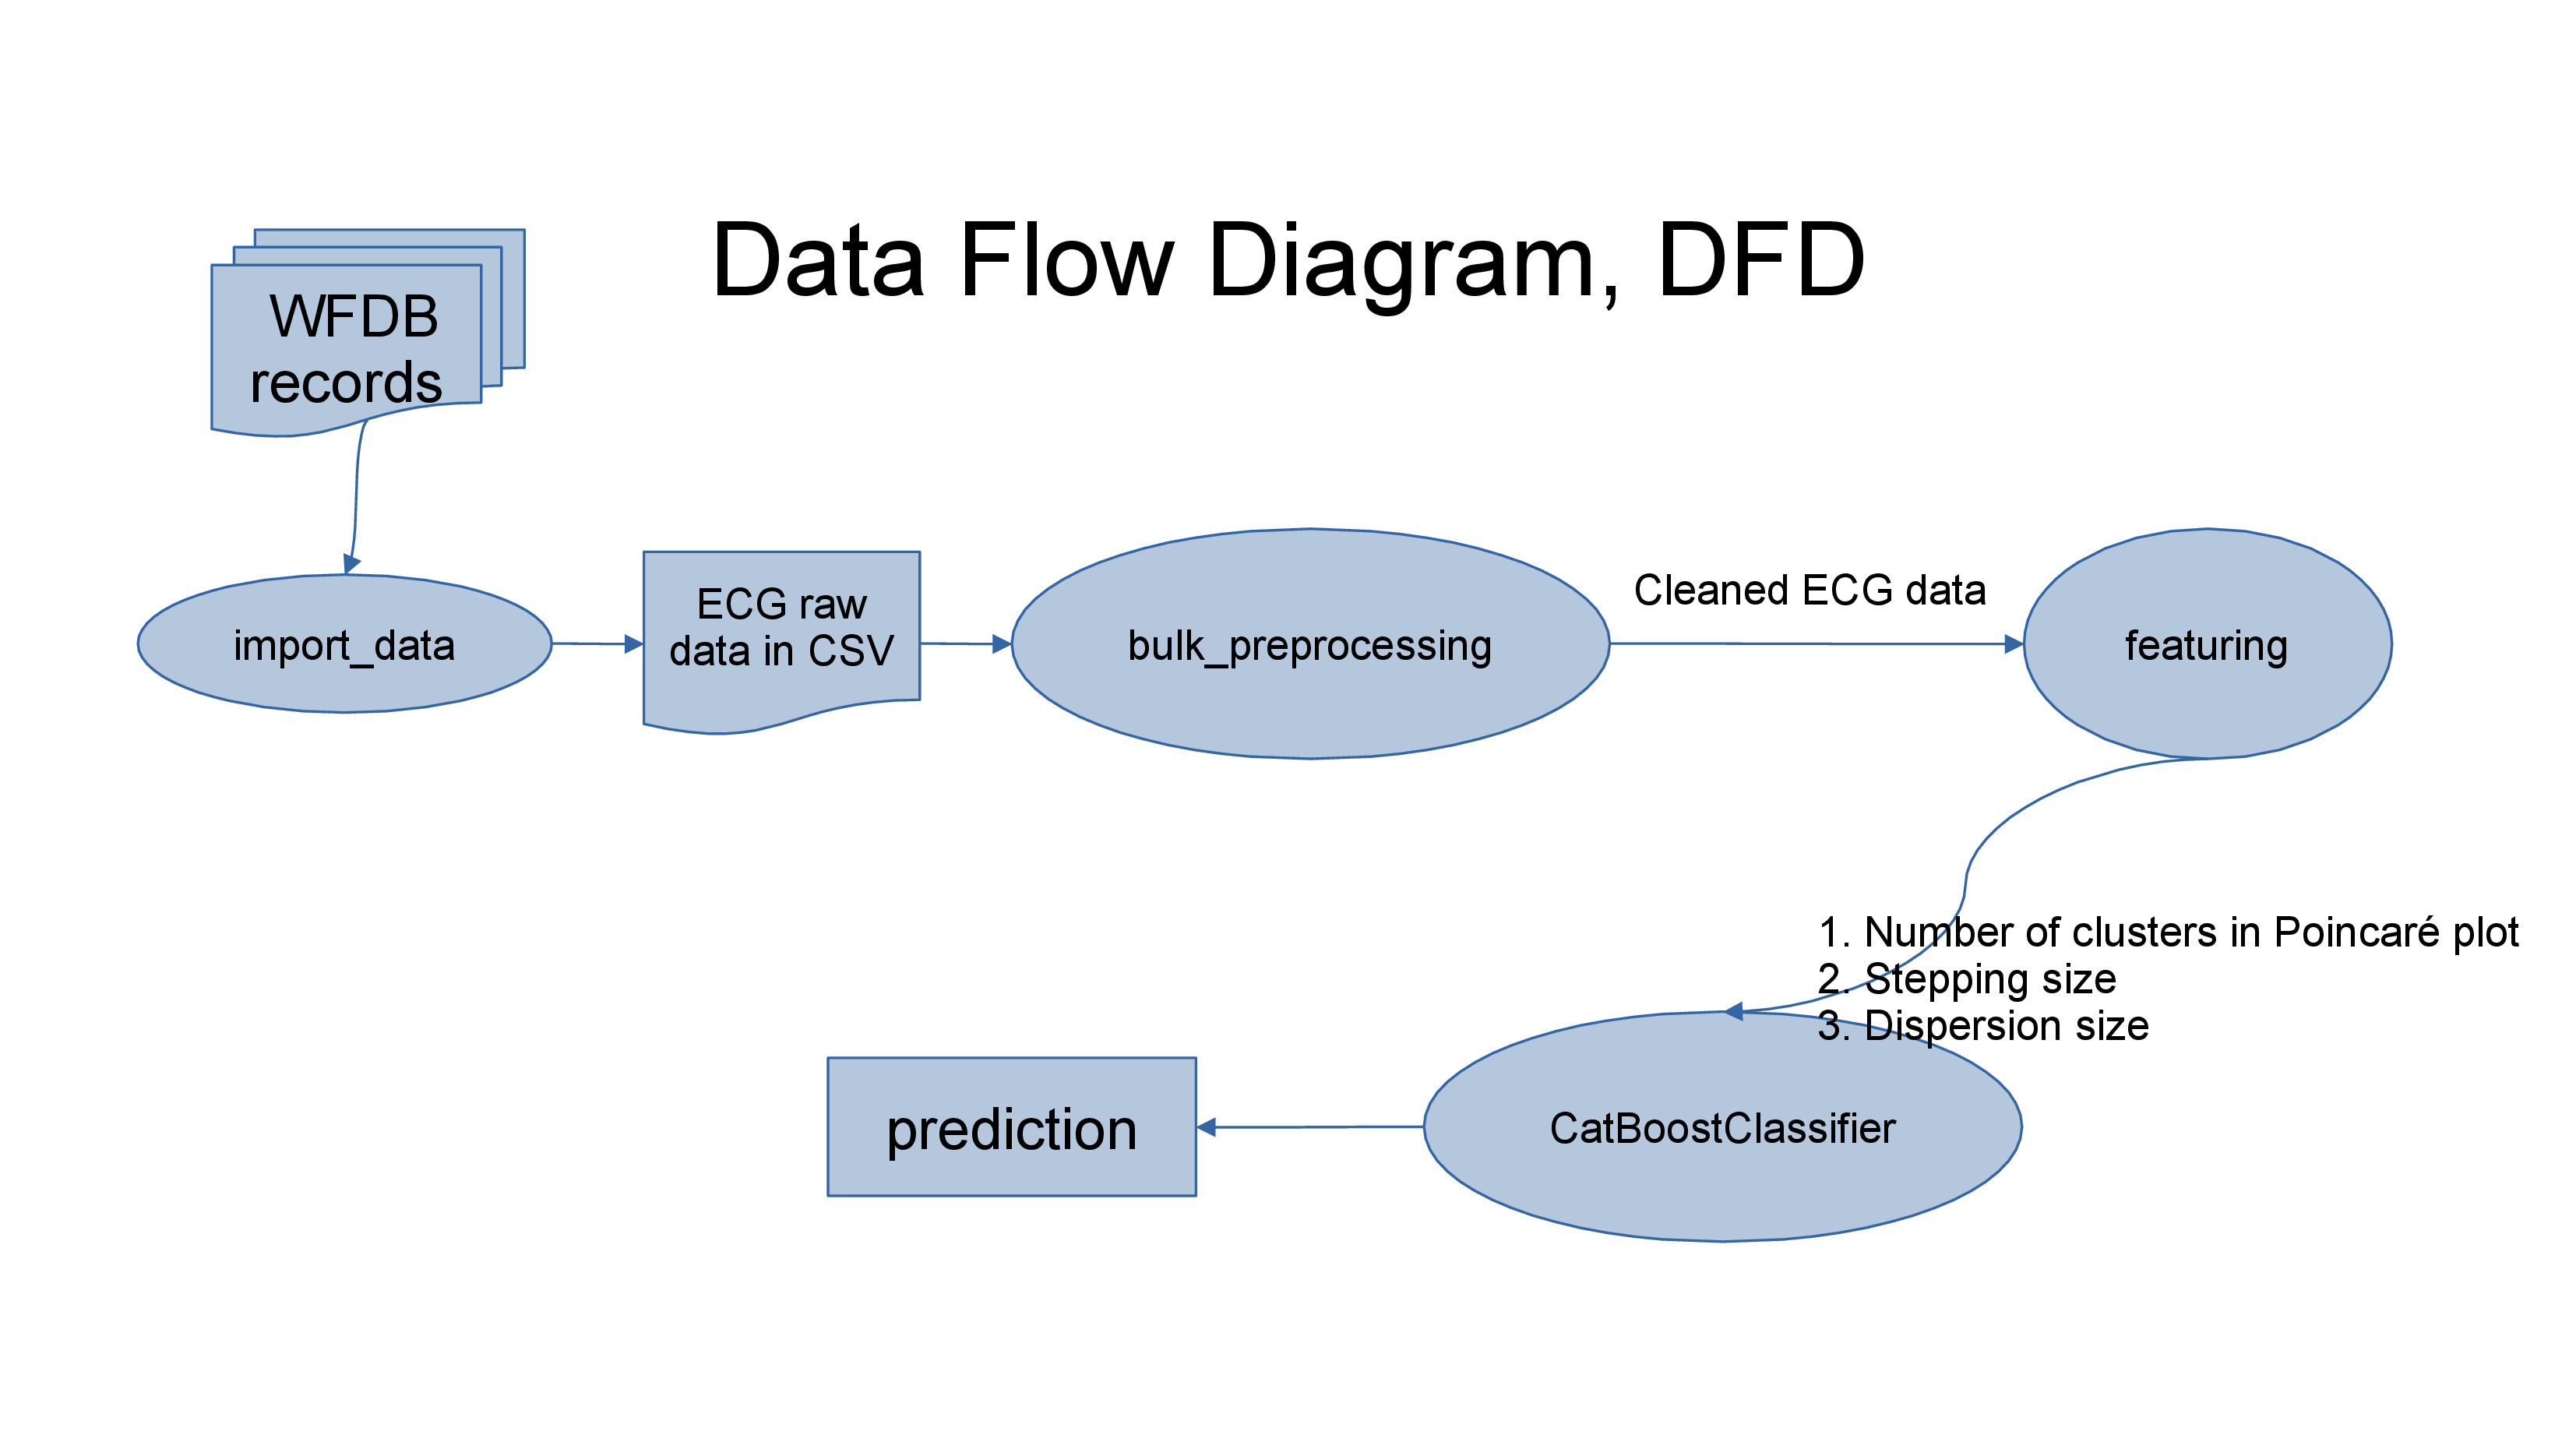 Data Flow Diagram, DFD
WFDB
records
import_data
ECG raw
data in CSV
bulk_preprocessing
Cleaned ECG data
featuring
1. Number of clusters in Poincaré plot
2. Stepping size
3. Dispersion size
CatBoostClassifier
prediction